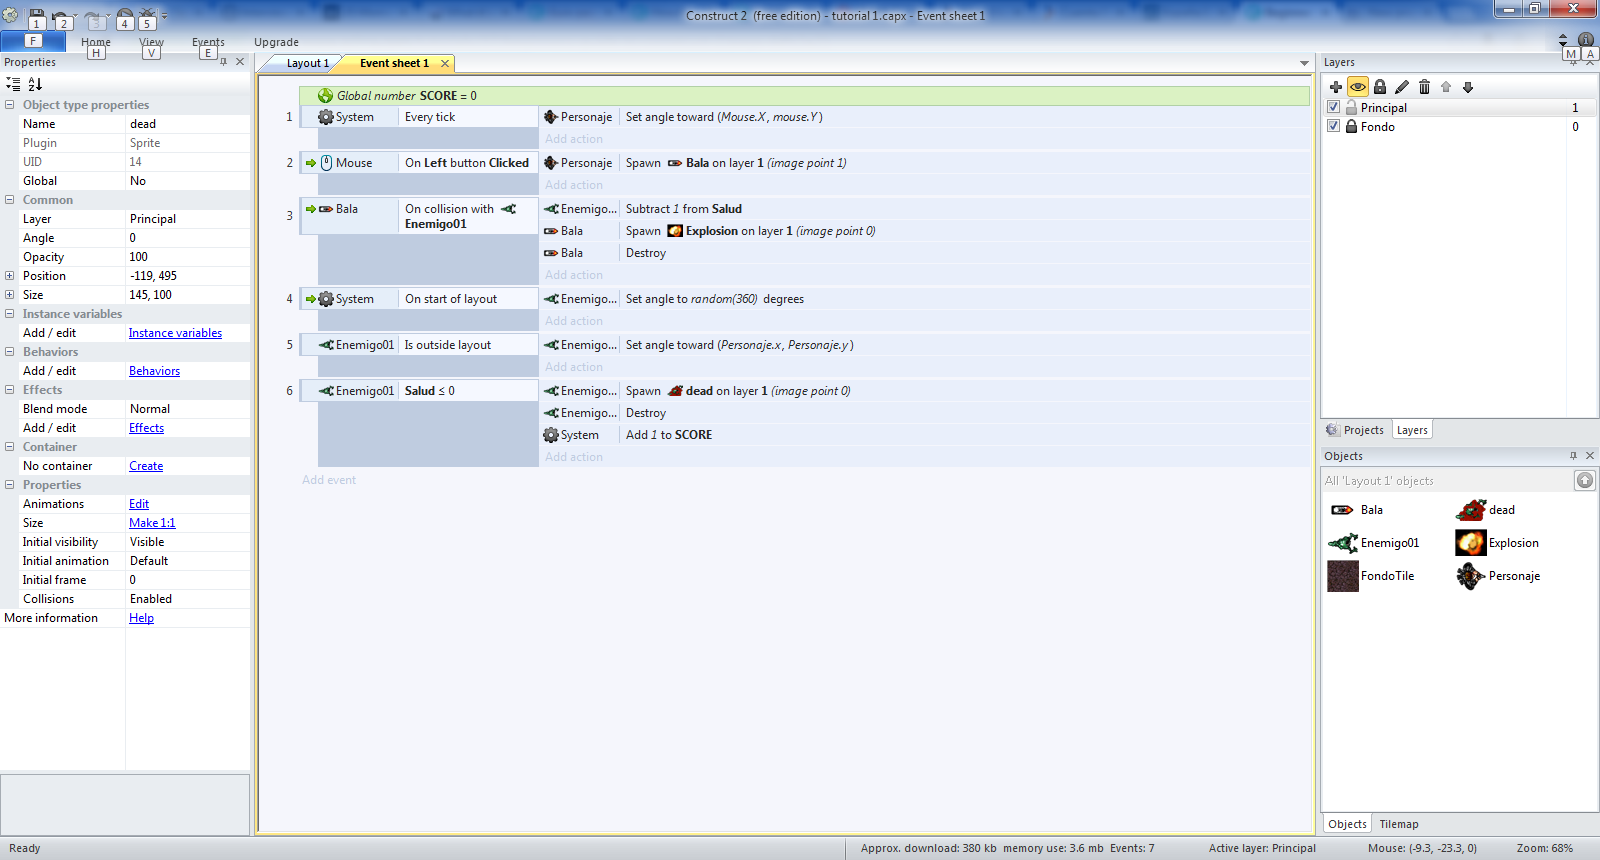 Construct 2 (free edition) - tutorial 1.capx - Event sheet 1
1 2 3 4 5
F
Home View Events Upgrade
H V E
M A
Properties
Object type properties
Name dead
Plugin Sprite
UID 14
Global No
Common
Layer Principal
Angle 0
Opacity 100
Position -119, 495
Size 145, 100
Instance variables
Add / edit Instance variables
Behaviors
Add / edit Behaviors
Effects
Blend mode Normal
Add / edit Effects
Container
No container Create
Properties
Animations Edit
Size Make 1:1
Initial visibility Visible
Initial animation Default
Initial frame 0
Collisions Enabled
More information Help
Layout 1 Event sheet 1
Global number SCORE = 0
1 System Every tick Personaje Set angle toward (Mouse.X, mouse.Y)
Add action
2 Mouse On Left button Clicked Personaje Spawn Bala on layer 1 (image point 1)
Add action
3 Bala On collision with Enemigo01 Enemigo... Subtract 1 from Salud
Bala Spawn Explosion on layer 1 (image point 0)
Bala Destroy
Add action
4 System On start of layout Enemigo... Set angle to random(360) degrees
Add action
5 Enemigo01 Is outside layout Enemigo... Set angle toward (Personaje.x, Personaje.y)
Add action
6 Enemigo01 Salud ≤ 0 Enemigo... Spawn dead on layer 1 (image point 0)
Enemigo... Destroy
System Add 1 to SCORE
Add action
Add event
Layers
Principal 1
Fondo 0
Projects Layers
Objects
All 'Layout 1' objects
Bala dead
Enemigo01 Explosion
FondoTile Personaje
Objects Tilemap
Ready Approx. download: 380 kb memory use: 3.6 mb Events: 7 Active layer: Principal Mouse: (-9.3, -23.3, 0) Zoom: 68%